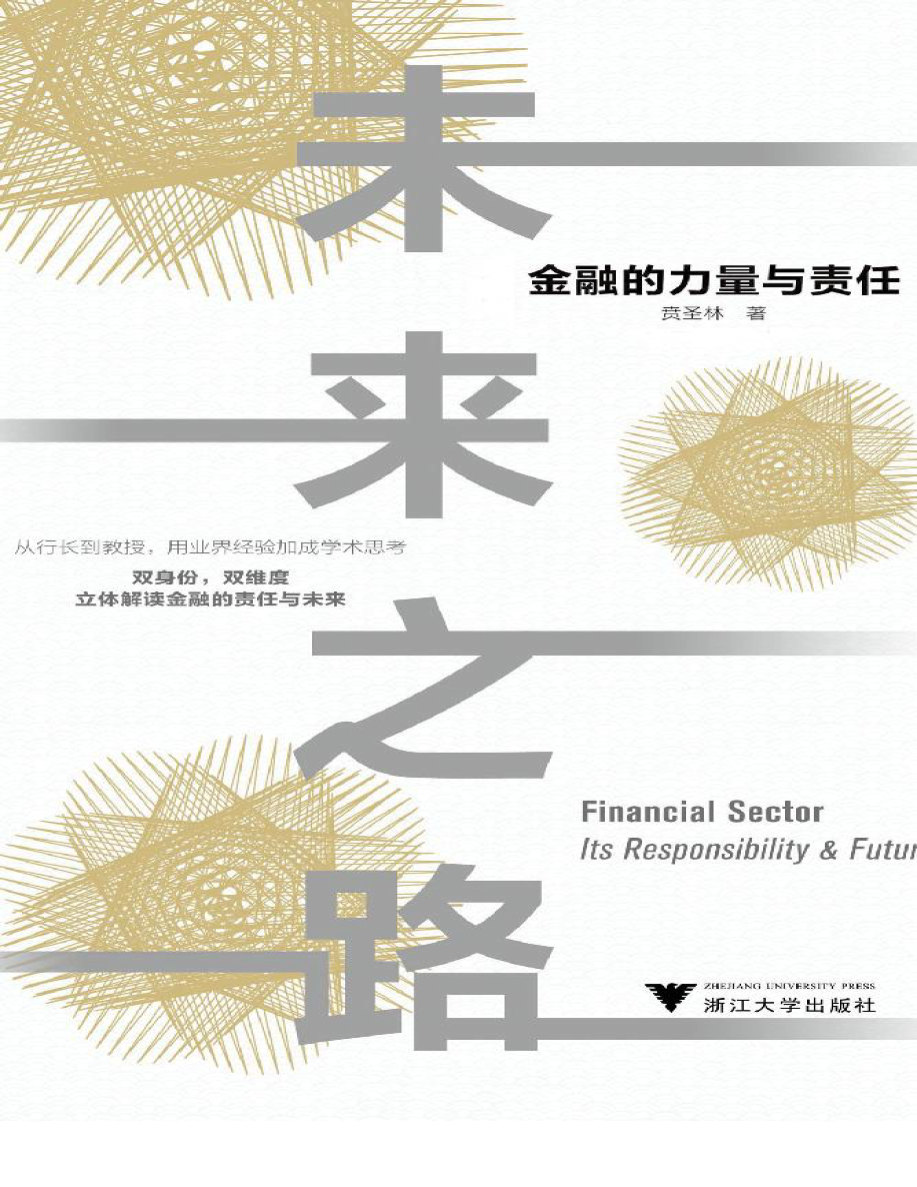 未来之路
金融的力量与责任
贲圣林 著
从行长到教授，用业界经验加成学术思考
双身份，双维度
立体解读金融的责任与未来
Financial Sector
Its Responsibility & Futur
ZHEJIANG UNIVERSITY PRESS
浙江大学出版社